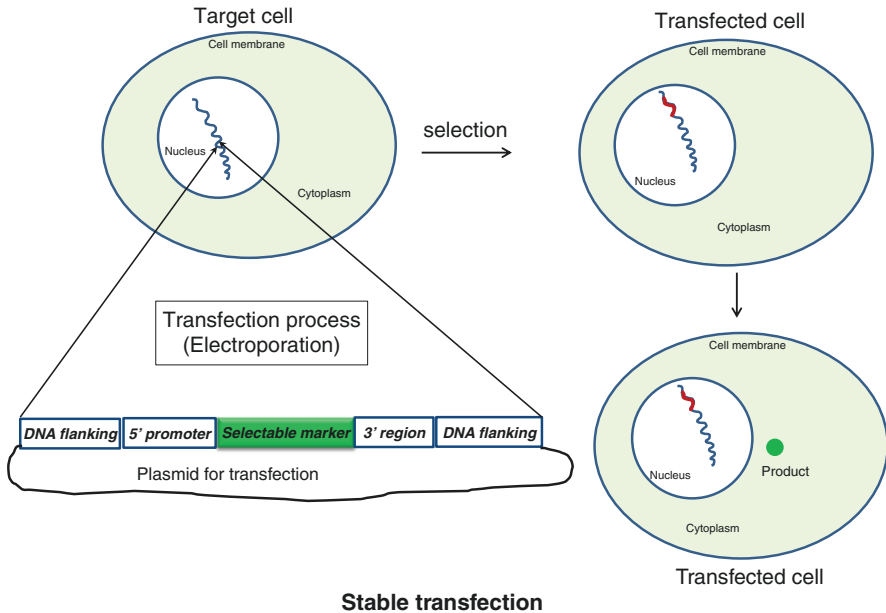 Target cell
Cell membrane
Nucleus
Cytoplasm
selection
Transfected cell
Cell membrane
Nucleus
Cytoplasm
Transfection process
(Electroporation)
DNA flanking 5' promoter Selectable marker 3' region DNA flanking
Plasmid for transfection
Cell membrane
Nucleus
Product
Cytoplasm
Transfected cell
Stable transfection